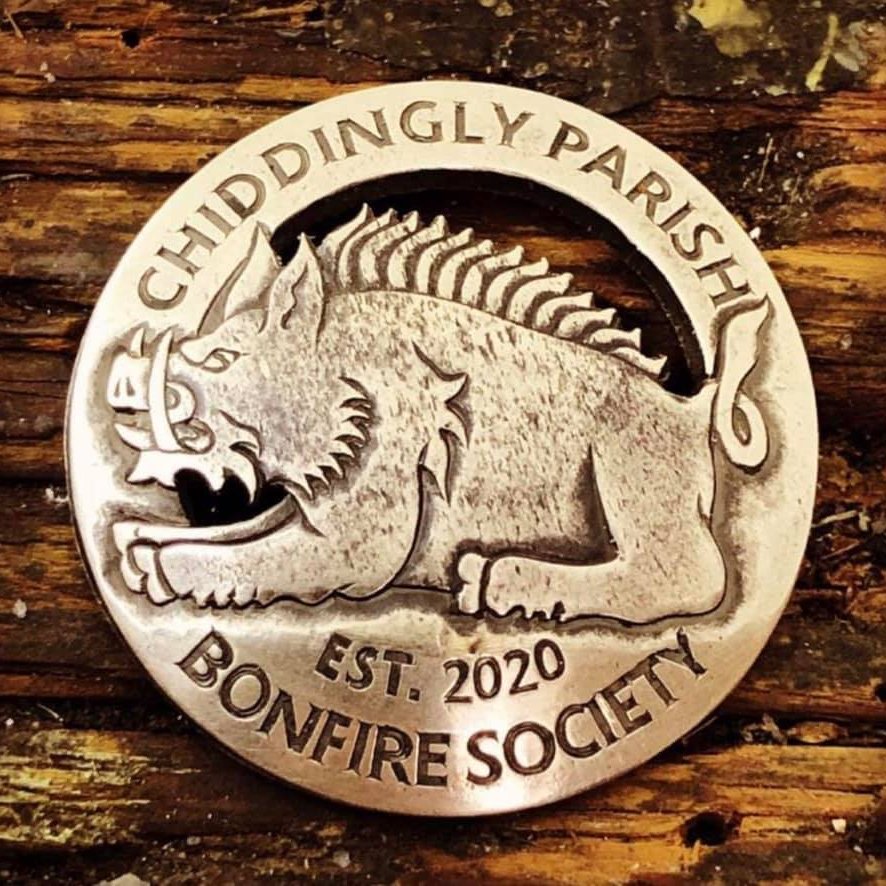 CHIDDINGLY PARISH
EST. 2020
BONFIRE SOCIETY